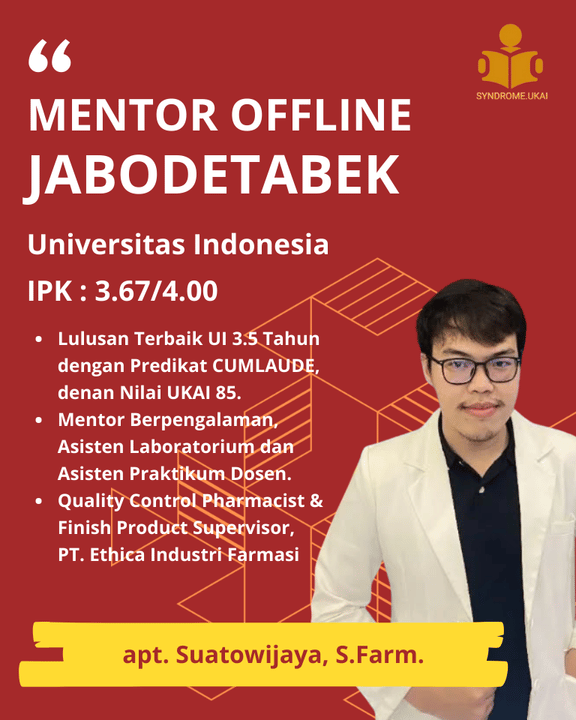 SYNDROME.UKAI
“
MENTOR OFFLINE
JABODETABEK
Universitas Indonesia
IPK : 3.67/4.00
• Lulusan Terbaik UI 3.5 Tahun
dengan Predikat CUMLAUDE,
denan Nilai UKAI 85.
• Mentor Berpengalaman,
Asisten Laboratorium dan
Asisten Praktikum Dosen.
• Quality Control Pharmacist &
Finish Product Supervisor,
PT. Ethica Industri Farmasi
apt. Suatowijaya, S.Farm.